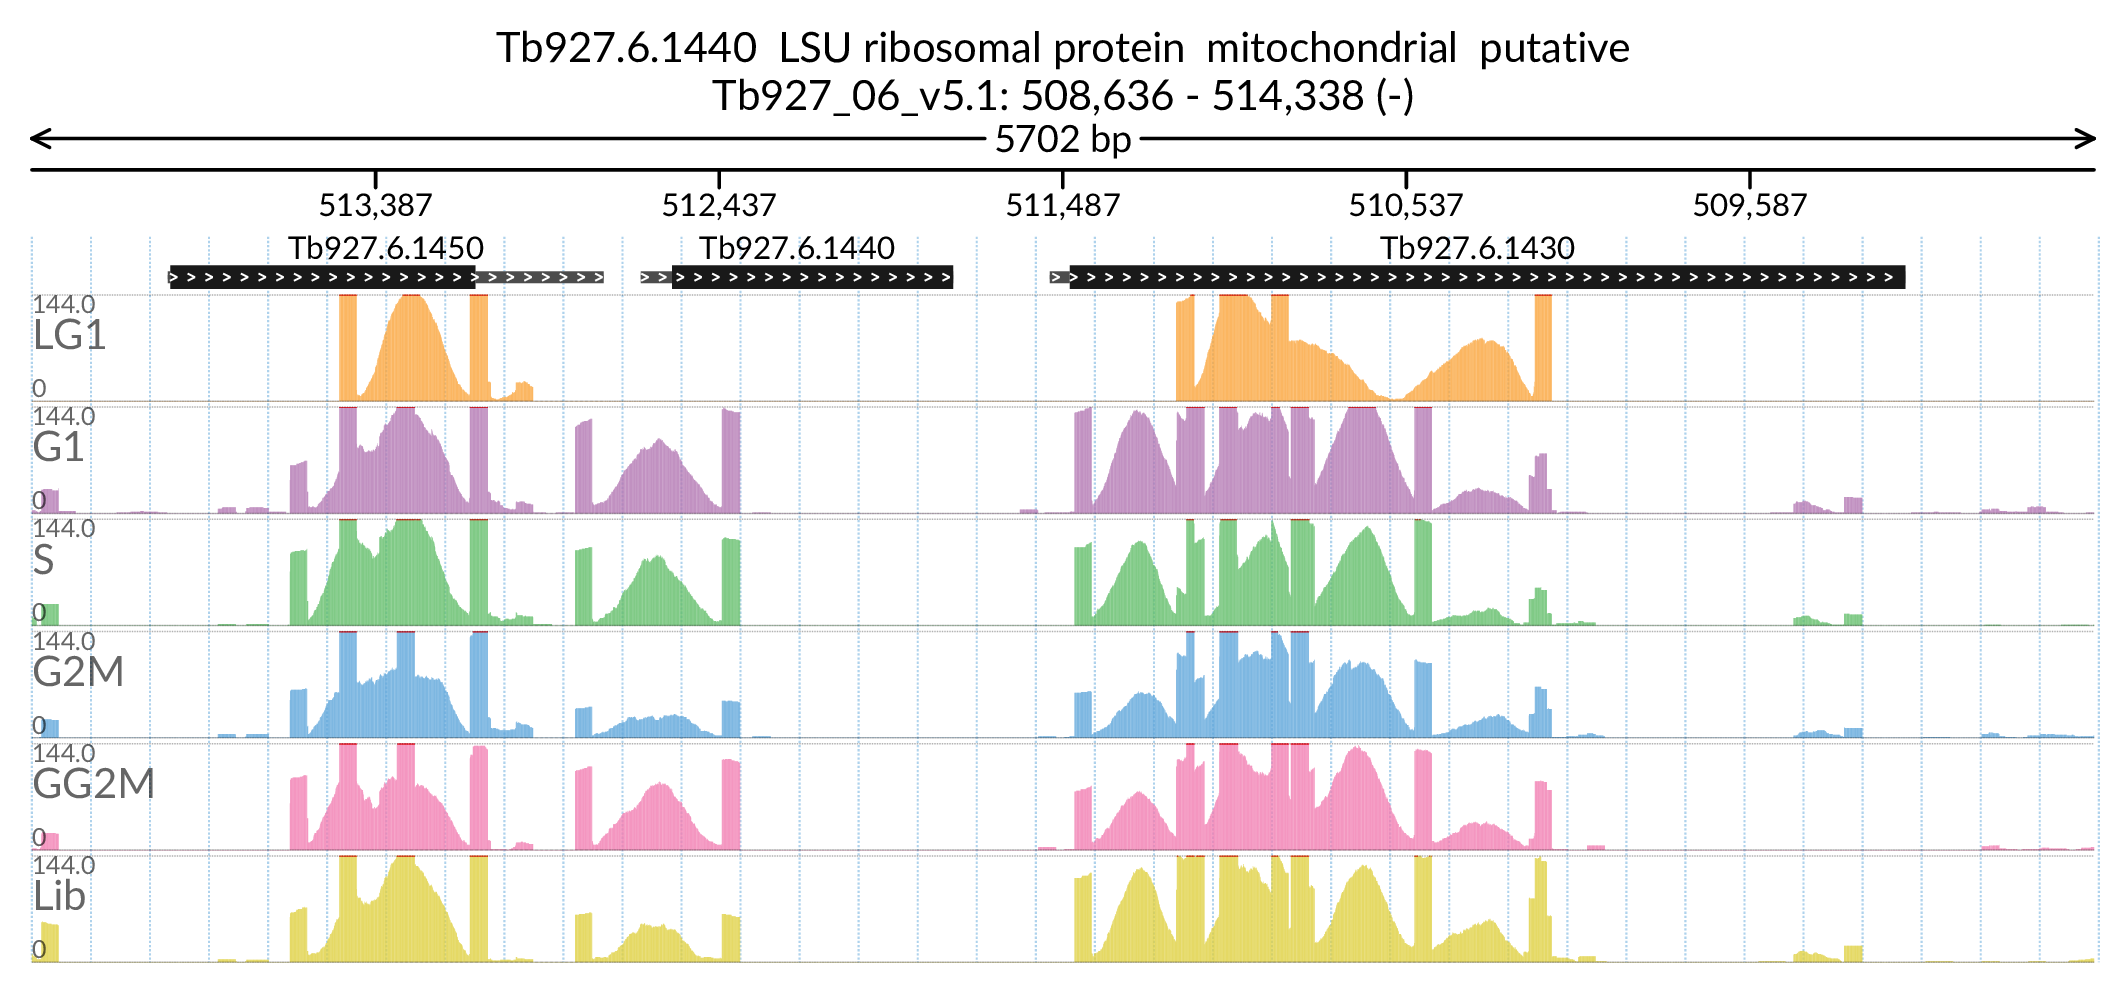 Tb927.6.1440  LSU ribosomal protein  mitochondrial  putative
Tb927_06_v5.1: 508,636 - 514,338 (-)
5702 bp
513,387 512,437 511,487 510,537 509,587
Tb927.6.1450 Tb927.6.1440 Tb927.6.1430
144.0
LG1
0
144.0
G1
0
144.0
S
0
144.0
G2M
0
144.0
GG2M
0
144.0
Lib
0